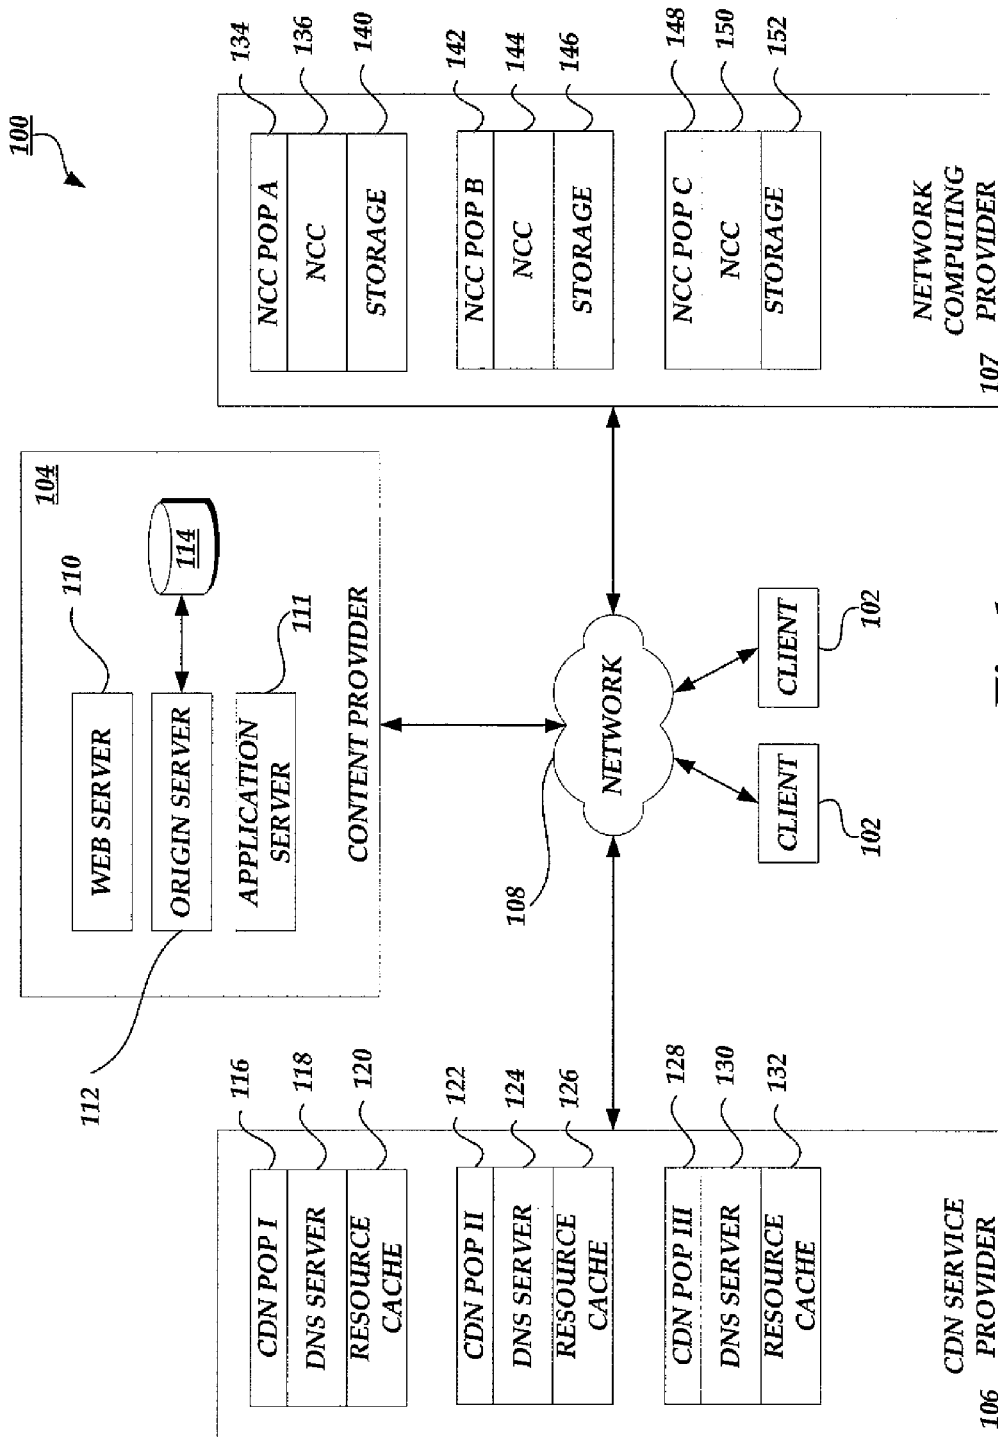 100
104
WEB SERVER
110
ORIGIN SERVER
112
114
APPLICATION
SERVER
111
CONTENT PROVIDER
CDN POP I
116
DNS SERVER
118
RESOURCE
CACHE
120
CDN POP II
122
DNS SERVER
124
RESOURCE
CACHE
126
CDN POP III
128
DNS SERVER
130
RESOURCE
CACHE
132
CDN SERVICE
PROVIDER
106
NETWORK
108
CLIENT
102
CLIENT
102
NCC POP A
134
NCC
136
STORAGE
140
NCC POP B
142
NCC
144
STORAGE
146
NCC POP C
148
NCC
150
STORAGE
152
NETWORK
COMPUTING
PROVIDER
107